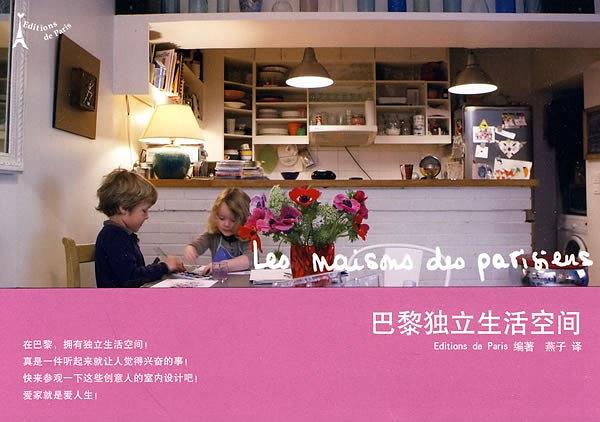 Editions
de Paris
Les maisons des parisiens
巴黎独立生活空间
Editions de Paris 编著 燕子 译
在巴黎，拥有独立生活空间！
真是一件听起来就让人觉得兴奋的事！
快来参观一下这些创意人的室内设计吧！
爱家就是爱人生！